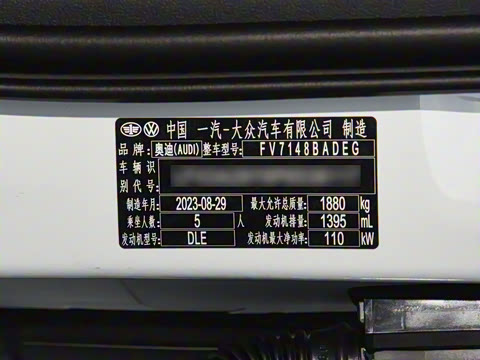 中国 一汽-大众汽车有限公司 制造
品牌: 奥迪(AUDI) 整车型号: FV7148BADEG
车辆识别代号:
制造年月: 2023-08-29 最大允许总质量: 1880 kg
乘坐人数: 5 人 发动机排量: 1395 mL
发动机型号: DLE 发动机最大净功率: 110 kW